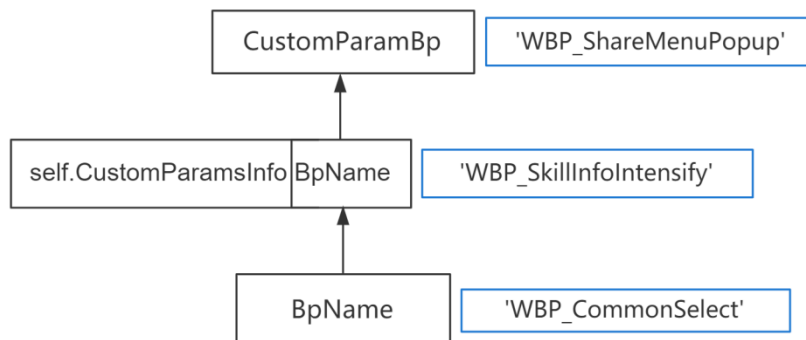 CustomParamBp
'WBP_ShareMenuPopup'
self.CustomParamsInfo BpName
'WBP_SkillInfoIntensify'
BpName
'WBP_CommonSelect'